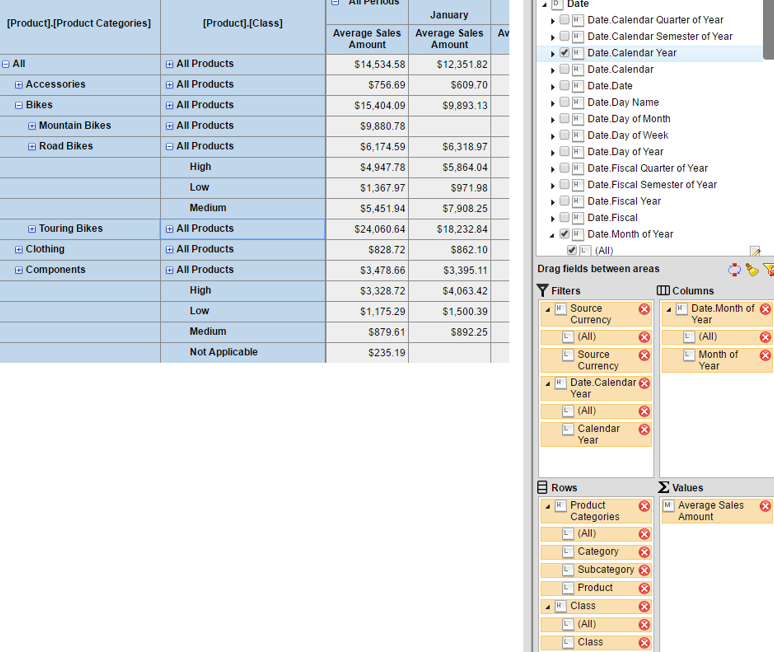 All Periods
[Product].[Product Categories]
[Product].[Class]
January
Average Sales Amount
Average Sales Amount
Av
All
All Products
$14,534.58
$12,351.82
Accessories
All Products
$756.69
$609.70
Bikes
All Products
$15,404.09
$9,893.13
Mountain Bikes
All Products
$9,880.78
Road Bikes
All Products
$6,174.59
$6,318.97
High
$4,947.78
$5,864.04
Low
$1,367.97
$971.98
Medium
$5,451.94
$7,908.25
Touring Bikes
All Products
$24,060.64
$18,232.84
Clothing
All Products
$828.72
$862.10
Components
All Products
$3,478.66
$3,395.11
High
$3,328.72
$4,063.42
Low
$1,175.29
$1,500.39
Medium
$879.61
$892.25
Not Applicable
$235.19
D Date
H Date.Calendar Quarter of Year
H Date.Calendar Semester of Year
H Date.Calendar Year
H Date.Calendar
H Date.Date
H Date.Day Name
H Date.Day of Month
H Date.Day of Week
H Date.Day of Year
H Date.Fiscal Quarter of Year
H Date.Fiscal Semester of Year
H Date.Fiscal Year
H Date.Fiscal
H Date.Month of Year
L (All)
Drag fields between areas
Filters
H Source
Currency
L (All)
L Source
Currency
H Date.Calendar
Year
L (All)
L Calendar
Year
Columns
H Date.Month of
Year
L (All)
L Month of
Year
Rows
H Product
Categories
L (All)
L Category
L Subcategory
L Product
H Class
L (All)
L Class
Values
M Average Sales
Amount